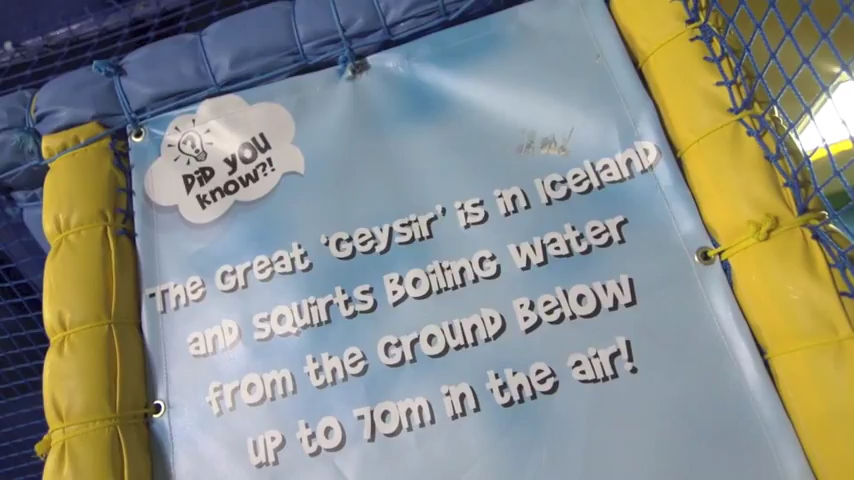 DiD you
know?!
The Great 'Geysir' is in Iceland
and squirts Boiling water
from the Ground Below
up to 70m in the air!